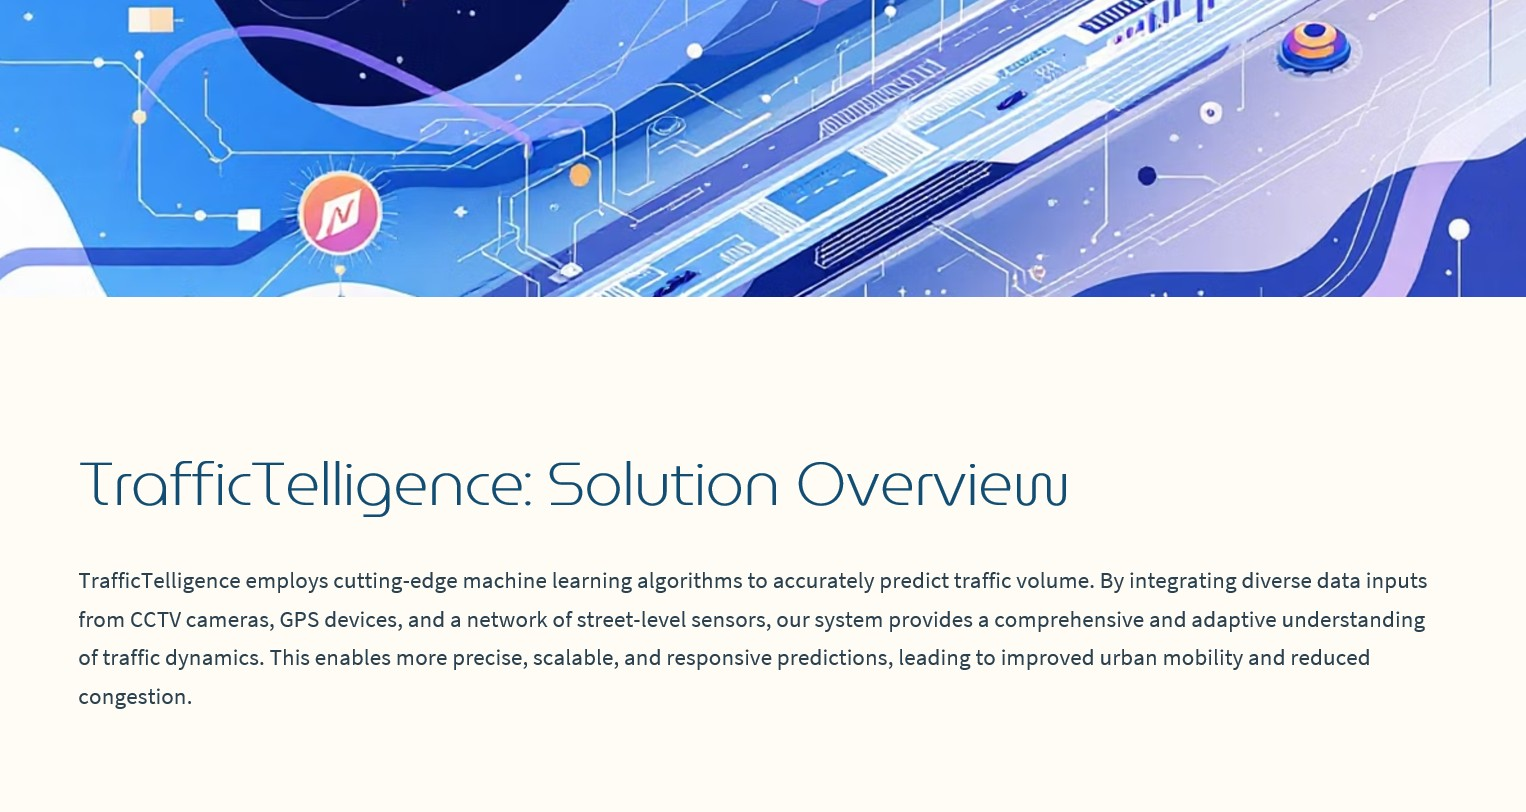 TrafficTelligence: Solution Overview
TrafficTelligence employs cutting-edge machine learning algorithms to accurately predict traffic volume. By integrating diverse data inputs
from CCTV cameras, GPS devices, and a network of street-level sensors, our system provides a comprehensive and adaptive understanding
of traffic dynamics. This enables more precise, scalable, and responsive predictions, leading to improved urban mobility and reduced
congestion.